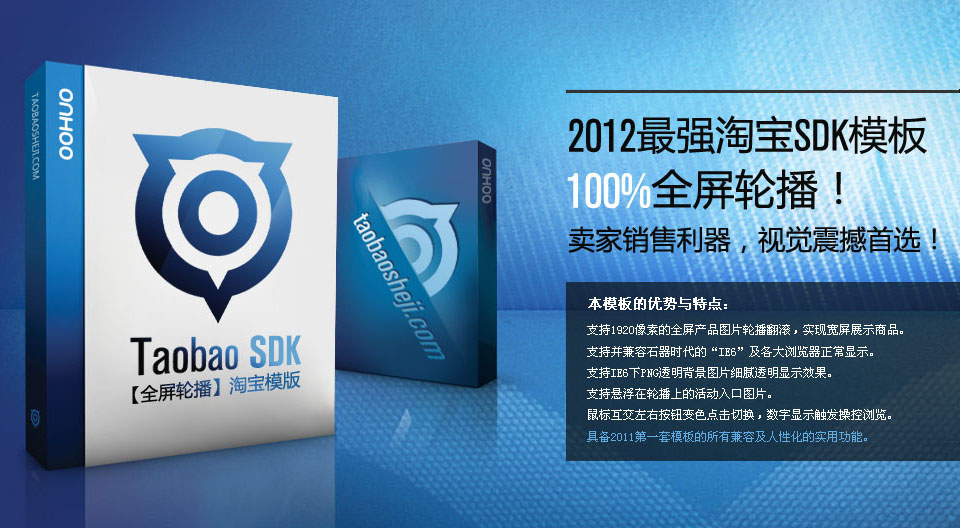 TAOBAOSHEJI.COM
OOHUO
Taobao SDK
【全屏轮播】淘宝模版
OOHUO
taobaosheji.com
2012最强淘宝SDK模板
100%全屏轮播！
卖家销售利器，视觉震撼首选！
本模板的优势与特点：
支持1920像素的全屏产品图片轮播翻滚，实现宽屏展示商品。
支持并兼容石器时代的“IE6”及各大浏览器正常显示。
支持IE6下PNG透明背景图片细腻透明显示效果。
支持悬浮在轮播上的活动入口图片。
鼠标互交左右按钮变色点击切换，数字显示触发操控浏览。
具备2011第一套模板的所有兼容及人性化的实用功能。